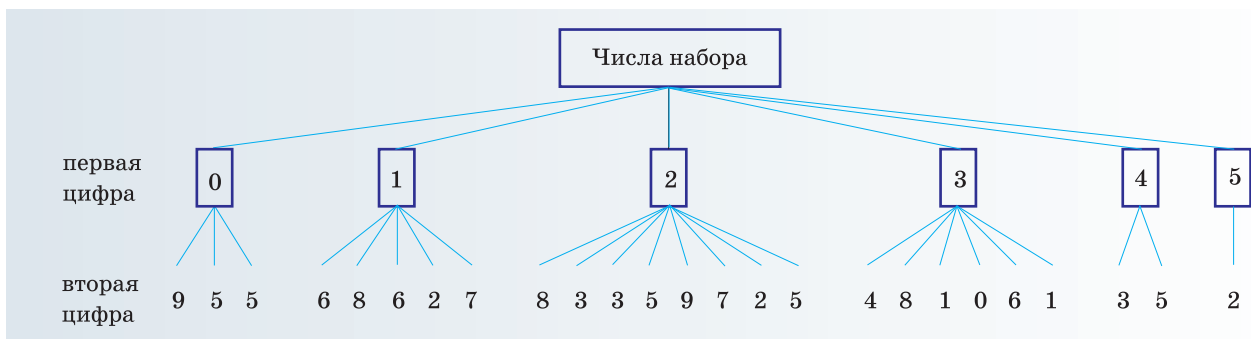 Числа набора
первая
цифра
0 1 2 3 4 5
вторая
цифра
9 5 5 6 8 6 2 7 8 3 3 5 9 7 2 5 4 8 1 0 6 1 3 5 2